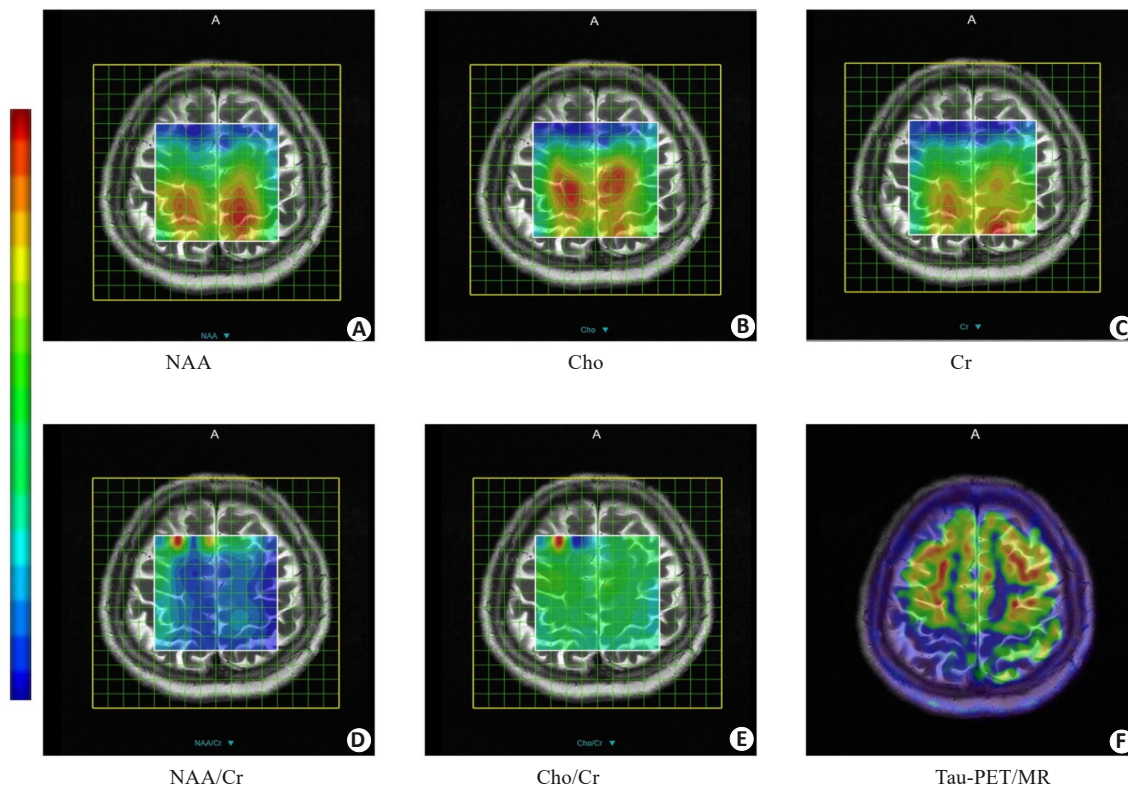 A
A
A
NAA ▼
Cho ▼
Cr ▼
A
B
C
NAA
Cho
Cr
A
A
A
NAA/Cr ▼
Cho/Cr ▼
D
E
F
NAA/Cr
Cho/Cr
Tau-PET/MR